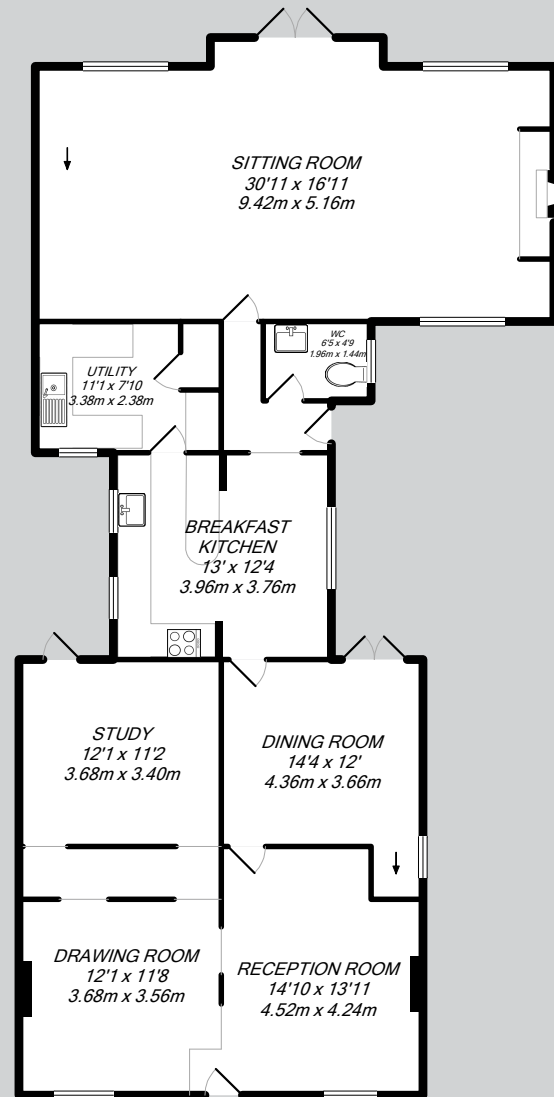 SITTING ROOM
30'11 x 16'11
9.42m x 5.16m
WC
6'5 x 4'9
1.96m x 1.44m
UTILITY
11'1 x 7'10
3.38m x 2.38m
BREAKFAST
KITCHEN
13' x 12'4
3.96m x 3.76m
STUDY
12'1 x 11'2
3.68m x 3.40m
DINING ROOM
14'4 x 12'
4.36m x 3.66m
DRAWING ROOM
12'1 x 11'8
3.68m x 3.56m
RECEPTION ROOM
14'10 x 13'11
4.52m x 4.24m